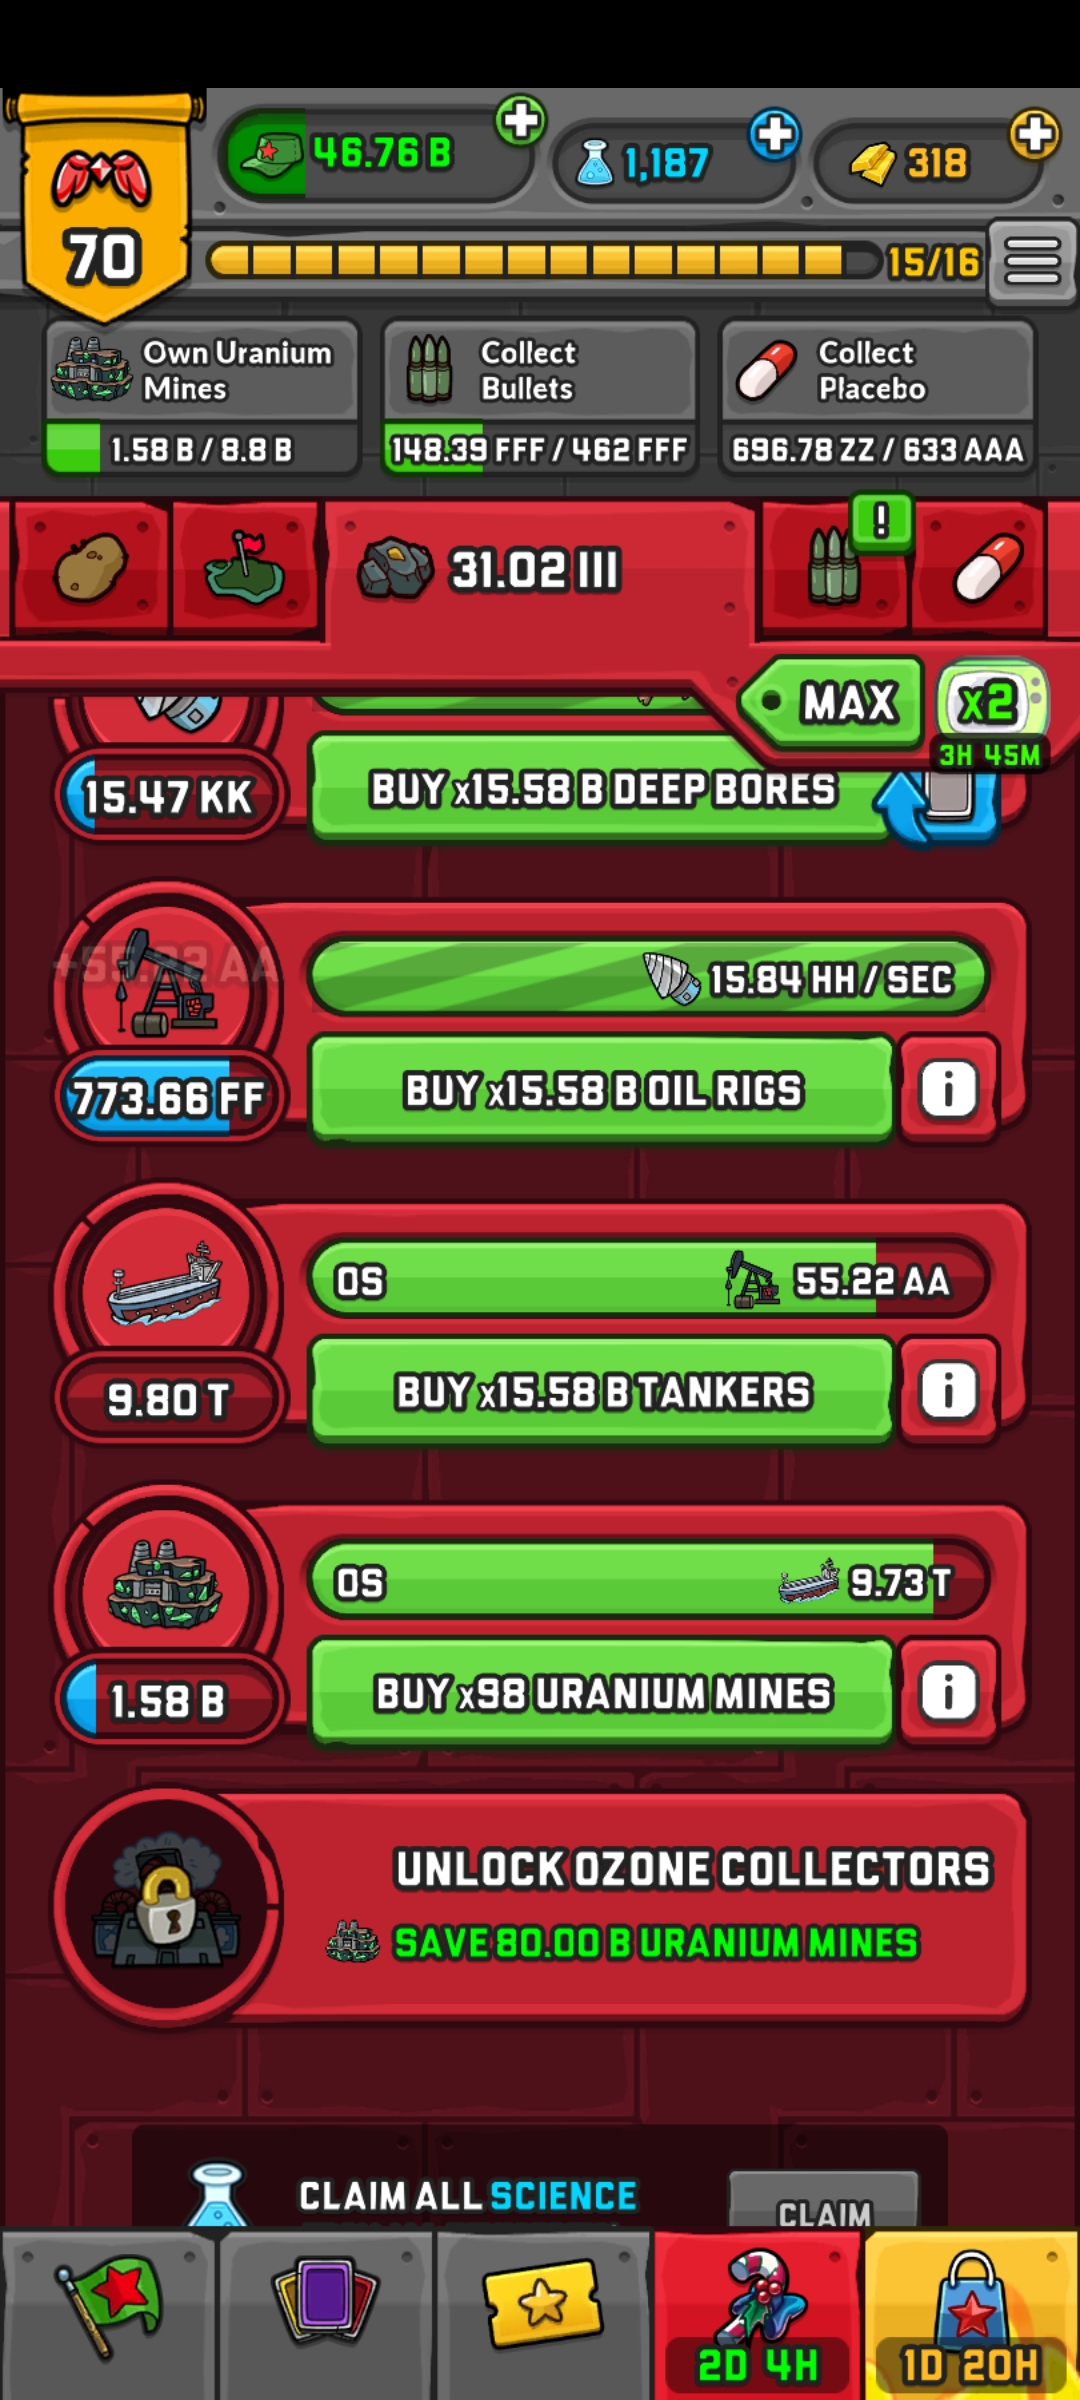 46.76 B
1,187
318
70
15/16
Own Uranium
Mines
1.58 B / 8.8 B
Collect
Bullets
148.39 FFF / 462 FFF
Collect
Placebo
696.78 ZZ / 633 AAA
31.02 III
!
MAX
x2
3H 45M
15.47 KK
BUY x15.58 B DEEP BORES
+55.22 AA
15.84 HH / SEC
773.66 FF
BUY x15.58 B OIL RIGS
i
0S
55.22 AA
9.80 T
BUY x15.58 B TANKERS
i
0S
9.73 T
1.58 B
BUY x98 URANIUM MINES
i
UNLOCK OZONE COLLECTORS
SAVE 80.00 B URANIUM MINES
CLAIM ALL SCIENCE
CLAIM
2D 4H
1D 20H